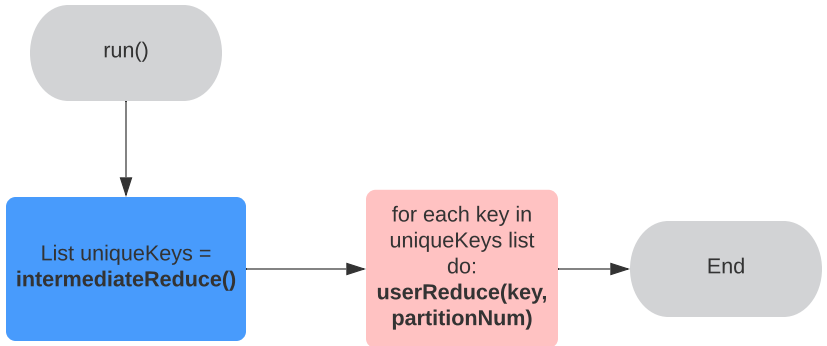 run()
List uniqueKeys =
intermediateReduce()
for each key in
uniqueKeys list
do:
userReduce(key,
partitionNum)
End